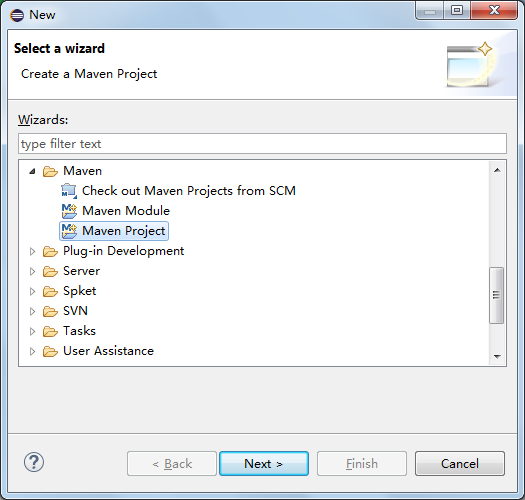 New
Select a wizard
Create a Maven Project
Wizards:
type filter text
Maven
Check out Maven Projects from SCM
Maven Module
Maven Project
Plug-in Development
Server
Spket
SVN
Tasks
User Assistance
? < Back Next > Finish Cancel